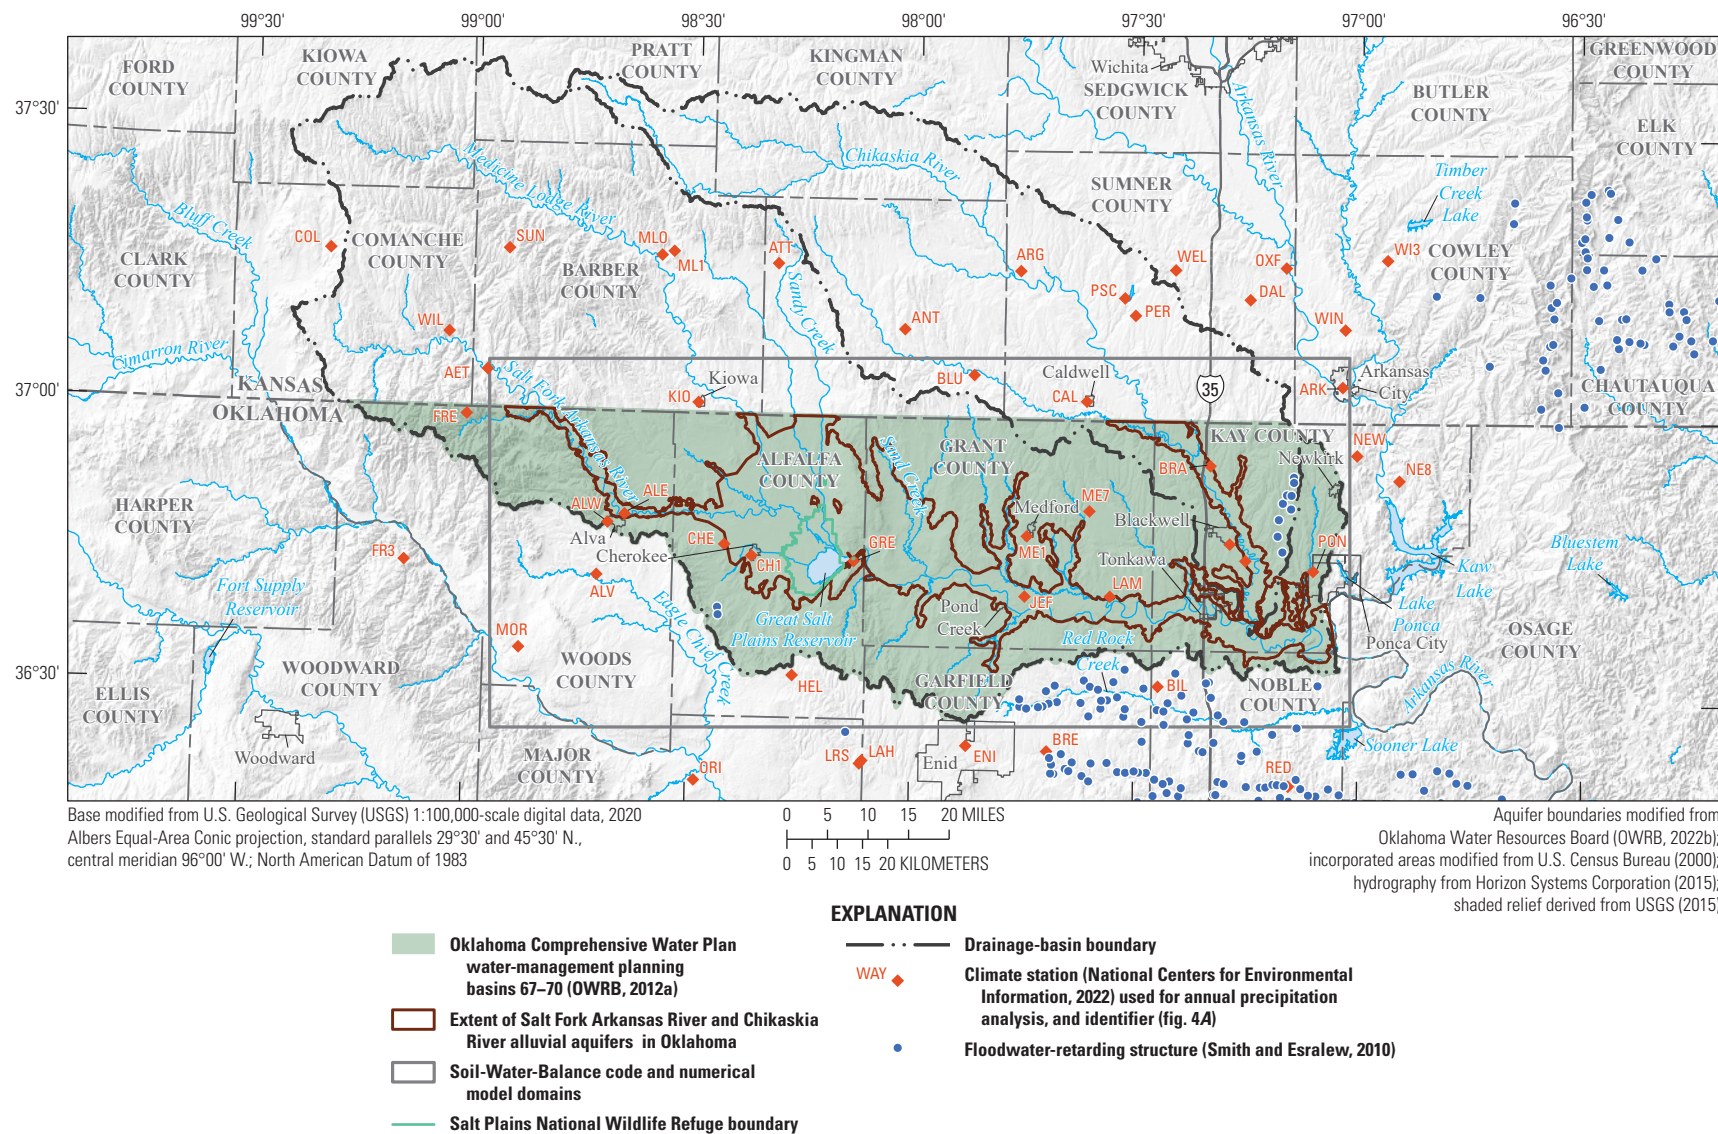 99°30'
99°00'
98°30'
98°00'
97°30'
97°00'
96°30'
37°30'
37°00'
36°30'
FORD
COUNTY
KIOWA
COUNTY
PRATT
COUNTY
KINGMAN
COUNTY
Wichita
SEDGWICK
COUNTY
GREENWOOD
COUNTY
BUTLER
COUNTY
ELK
COUNTY
Arkansas River
Medicine Lodge River
Chikaskia River
SUMNER
COUNTY
Timber
Creek
Lake
Bluff Creek
CLARK
COUNTY
COL
COMANCHE
COUNTY
SUN
MLO
ML1
BARBER
COUNTY
ATT
Sandy Creek
ARG
WEL
OXF
WI3
COWLEY
COUNTY
PSC
PER
DAL
WIN
ANT
WIL
Cimarron River
AET
Salt Fork Arkansas River
KIO
Kiowa
BLU
Caldwell
CAL
35
ARK
Arkansas
City
CHAUTAUQUA
COUNTY
KANSAS
OKLAHOMA
FRE
ALFALFA
COUNTY
Sand Creek
GRANT
COUNTY
KAY COUNTY
Newkirk
NEW
NE8
BRA
HARPER
COUNTY
ALW
ALE
Alva
Cherokee
CHE
CH1
GRE
Medford
ME7
ME1
Blackwell
Tonkawa
PON
FR3
ALV
Fort Supply
Reservoir
Eagle Chief Creek
Great Salt
Plains Reservoir
Pond
Creek
JEF
LAM
Red Rock
Creek
Bluestem
Lake
Kaw
Lake
Lake
Ponca
Ponca City
OSAGE
COUNTY
MOR
WOODWARD
COUNTY
WOODS
COUNTY
HEL
GARFIELD
COUNTY
BIL
NOBLE
COUNTY
Arkansas River
ELLIS
COUNTY
Woodward
MAJOR
COUNTY
ORI
LRS
LAH
Enid
ENI
BRE
RED
Sooner Lake
Base modified from U.S. Geological Survey (USGS) 1:100,000-scale digital data, 2020
Albers Equal-Area Conic projection, standard parallels 29°30' and 45°30' N.,
central meridian 96°00' W.; North American Datum of 1983
0 5 10 15 20 MILES
0 5 10 15 20 KILOMETERS
Aquifer boundaries modified from
Oklahoma Water Resources Board (OWRB, 2022b);
incorporated areas modified from U.S. Census Bureau (2000);
hydrography from Horizon Systems Corporation (2015);
shaded relief derived from USGS (2015)
EXPLANATION
Oklahoma Comprehensive Water Plan
water-management planning
basins 67–70 (OWRB, 2012a)
Extent of Salt Fork Arkansas River and Chikaskia
River alluvial aquifers in Oklahoma
Soil-Water-Balance code and numerical
model domains
Salt Plains National Wildlife Refuge boundary
Drainage-basin boundary
WAY
Climate station (National Centers for Environmental
Information, 2022) used for annual precipitation
analysis, and identifier (fig. 4A)
Floodwater-retarding structure (Smith and Esralew, 2010)